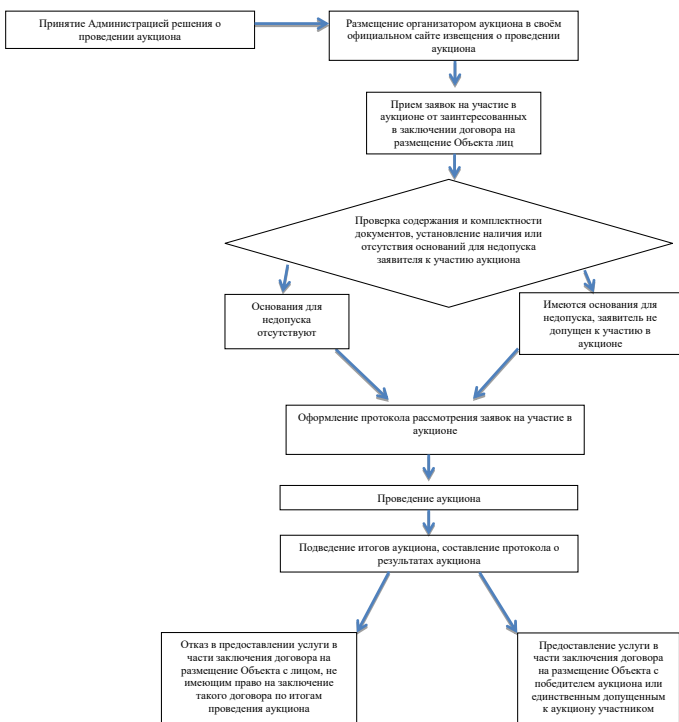 Принятие Администрацией решения о
проведении аукциона
Размещение организатором аукциона в своём
официальном сайте извещения о проведении
аукциона
Прием заявок на участие в
аукционе от заинтересованных
в заключении договора на
размещение Объекта лиц
Проверка содержания и комплектности
документов, установление наличия или
отсутствия оснований для недопуска
заявителя к участию аукциона
Основания для
недопуска
отсутствуют
Имеются основания для
недопуска, заявитель не
допущен к участию в
аукционе
Оформление протокола рассмотрения заявок на участие в
аукционе
Проведение аукциона
Подведение итогов аукциона, составление протокола о
результатах аукциона
Отказ в предоставлении услуги в
части заключения договора на
размещение Объекта с лицом, не
имеющим право на заключение
такого договора по итогам
проведения аукциона
Предоставление услуги в
части заключения договора
на размещение Объекта с
победителем аукциона или
единственным допущенным
к аукциону участником